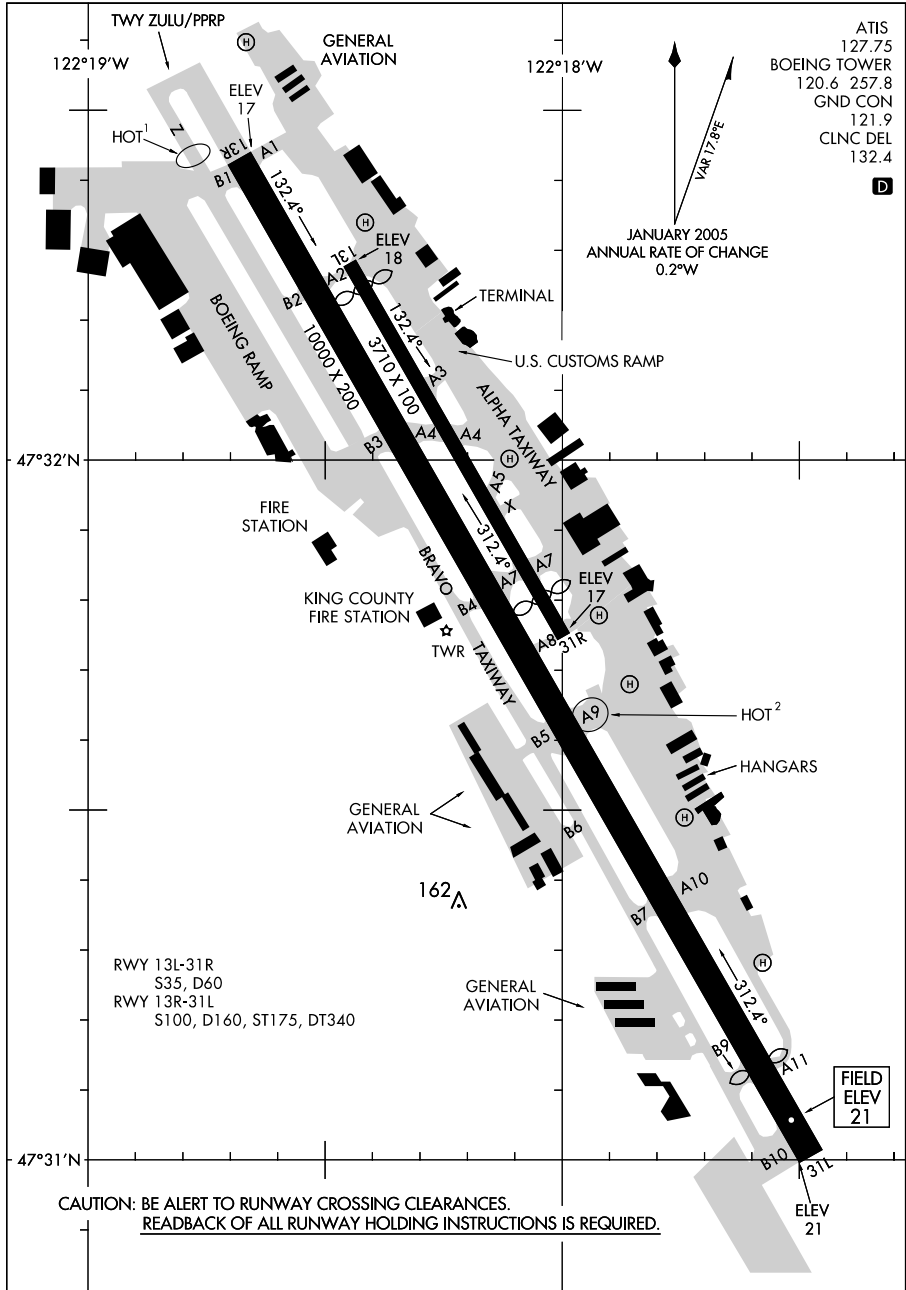 TWY ZULU/PPRP
H
GENERAL
AVIATION
122°19'W
122°18'W
ATIS
127.75
BOEING TOWER
120.6 257.8
GND CON
121.9
CLNC DEL
132.4
D
VAR 17.8°E
JANUARY 2005
ANNUAL RATE OF CHANGE
0.2°W
ELEV
17
HOT 1
Z
13R
A1
B1
132.4°
H
13L
ELEV
18
A2
B2
TERMINAL
132.4°
U.S. CUSTOMS RAMP
BOEING RAMP
10000 X 200
3710 X 100
A3
ALPHA TAXIWAY
B3
A4
A4
47°32'N
H
A5
X
FIRE
STATION
312.4°
BRAVO
TAXIWAY
A7
A7
ELEV
17
KING COUNTY
FIRE STATION
B4
H
TWR
A8
31R
H
A9
HOT 2
B5
HANGARS
GENERAL
AVIATION
H
B6
162
A10
B7
RWY 13L-31R
S35, D60
RWY 13R-31L
S100, D160, ST175, DT340
H
GENERAL
AVIATION
312.4°
B9
A11
FIELD
ELEV
21
47°31'N
B10
31L
ELEV
21
CAUTION: BE ALERT TO RUNWAY CROSSING CLEARANCES.
READBACK OF ALL RUNWAY HOLDING INSTRUCTIONS IS REQUIRED.